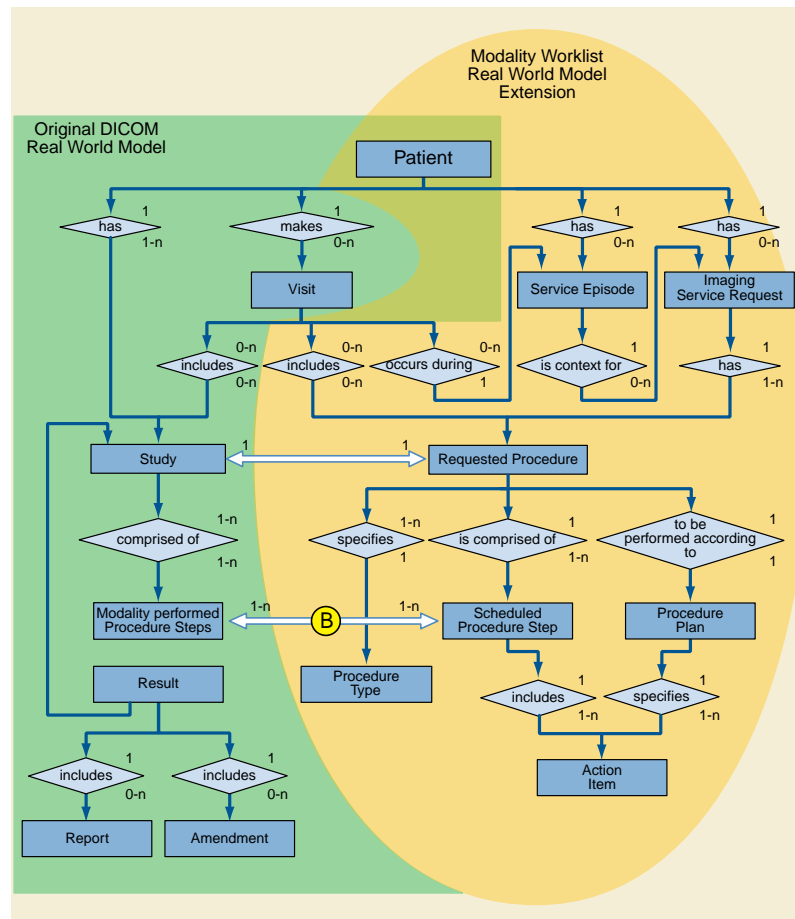 Modality Worklist
Real World Model
Extension
Original DICOM
Real World Model
Patient
has
1
1-n
makes
1
0-n
has
1
0-n
has
1
0-n
Visit
Service Episode
Imaging
Service Request
includes
0-n
0-n
includes
0-n
0-n
occurs during
0-n
1
is context for
1
0-n
has
1
1-n
Study
1
1
Requested Procedure
comprised of
1-n
1-n
specifies
1-n
1
is comprised of
1
1-n
to be
performed according
to
1
1
Modality performed
Procedure Steps
1-n
B
1-n
Scheduled
Procedure Step
Procedure
Plan
Result
Procedure
Type
includes
1
1-n
specifies
1
1-n
includes
1
0-n
includes
1
0-n
Action
Item
Report
Amendment